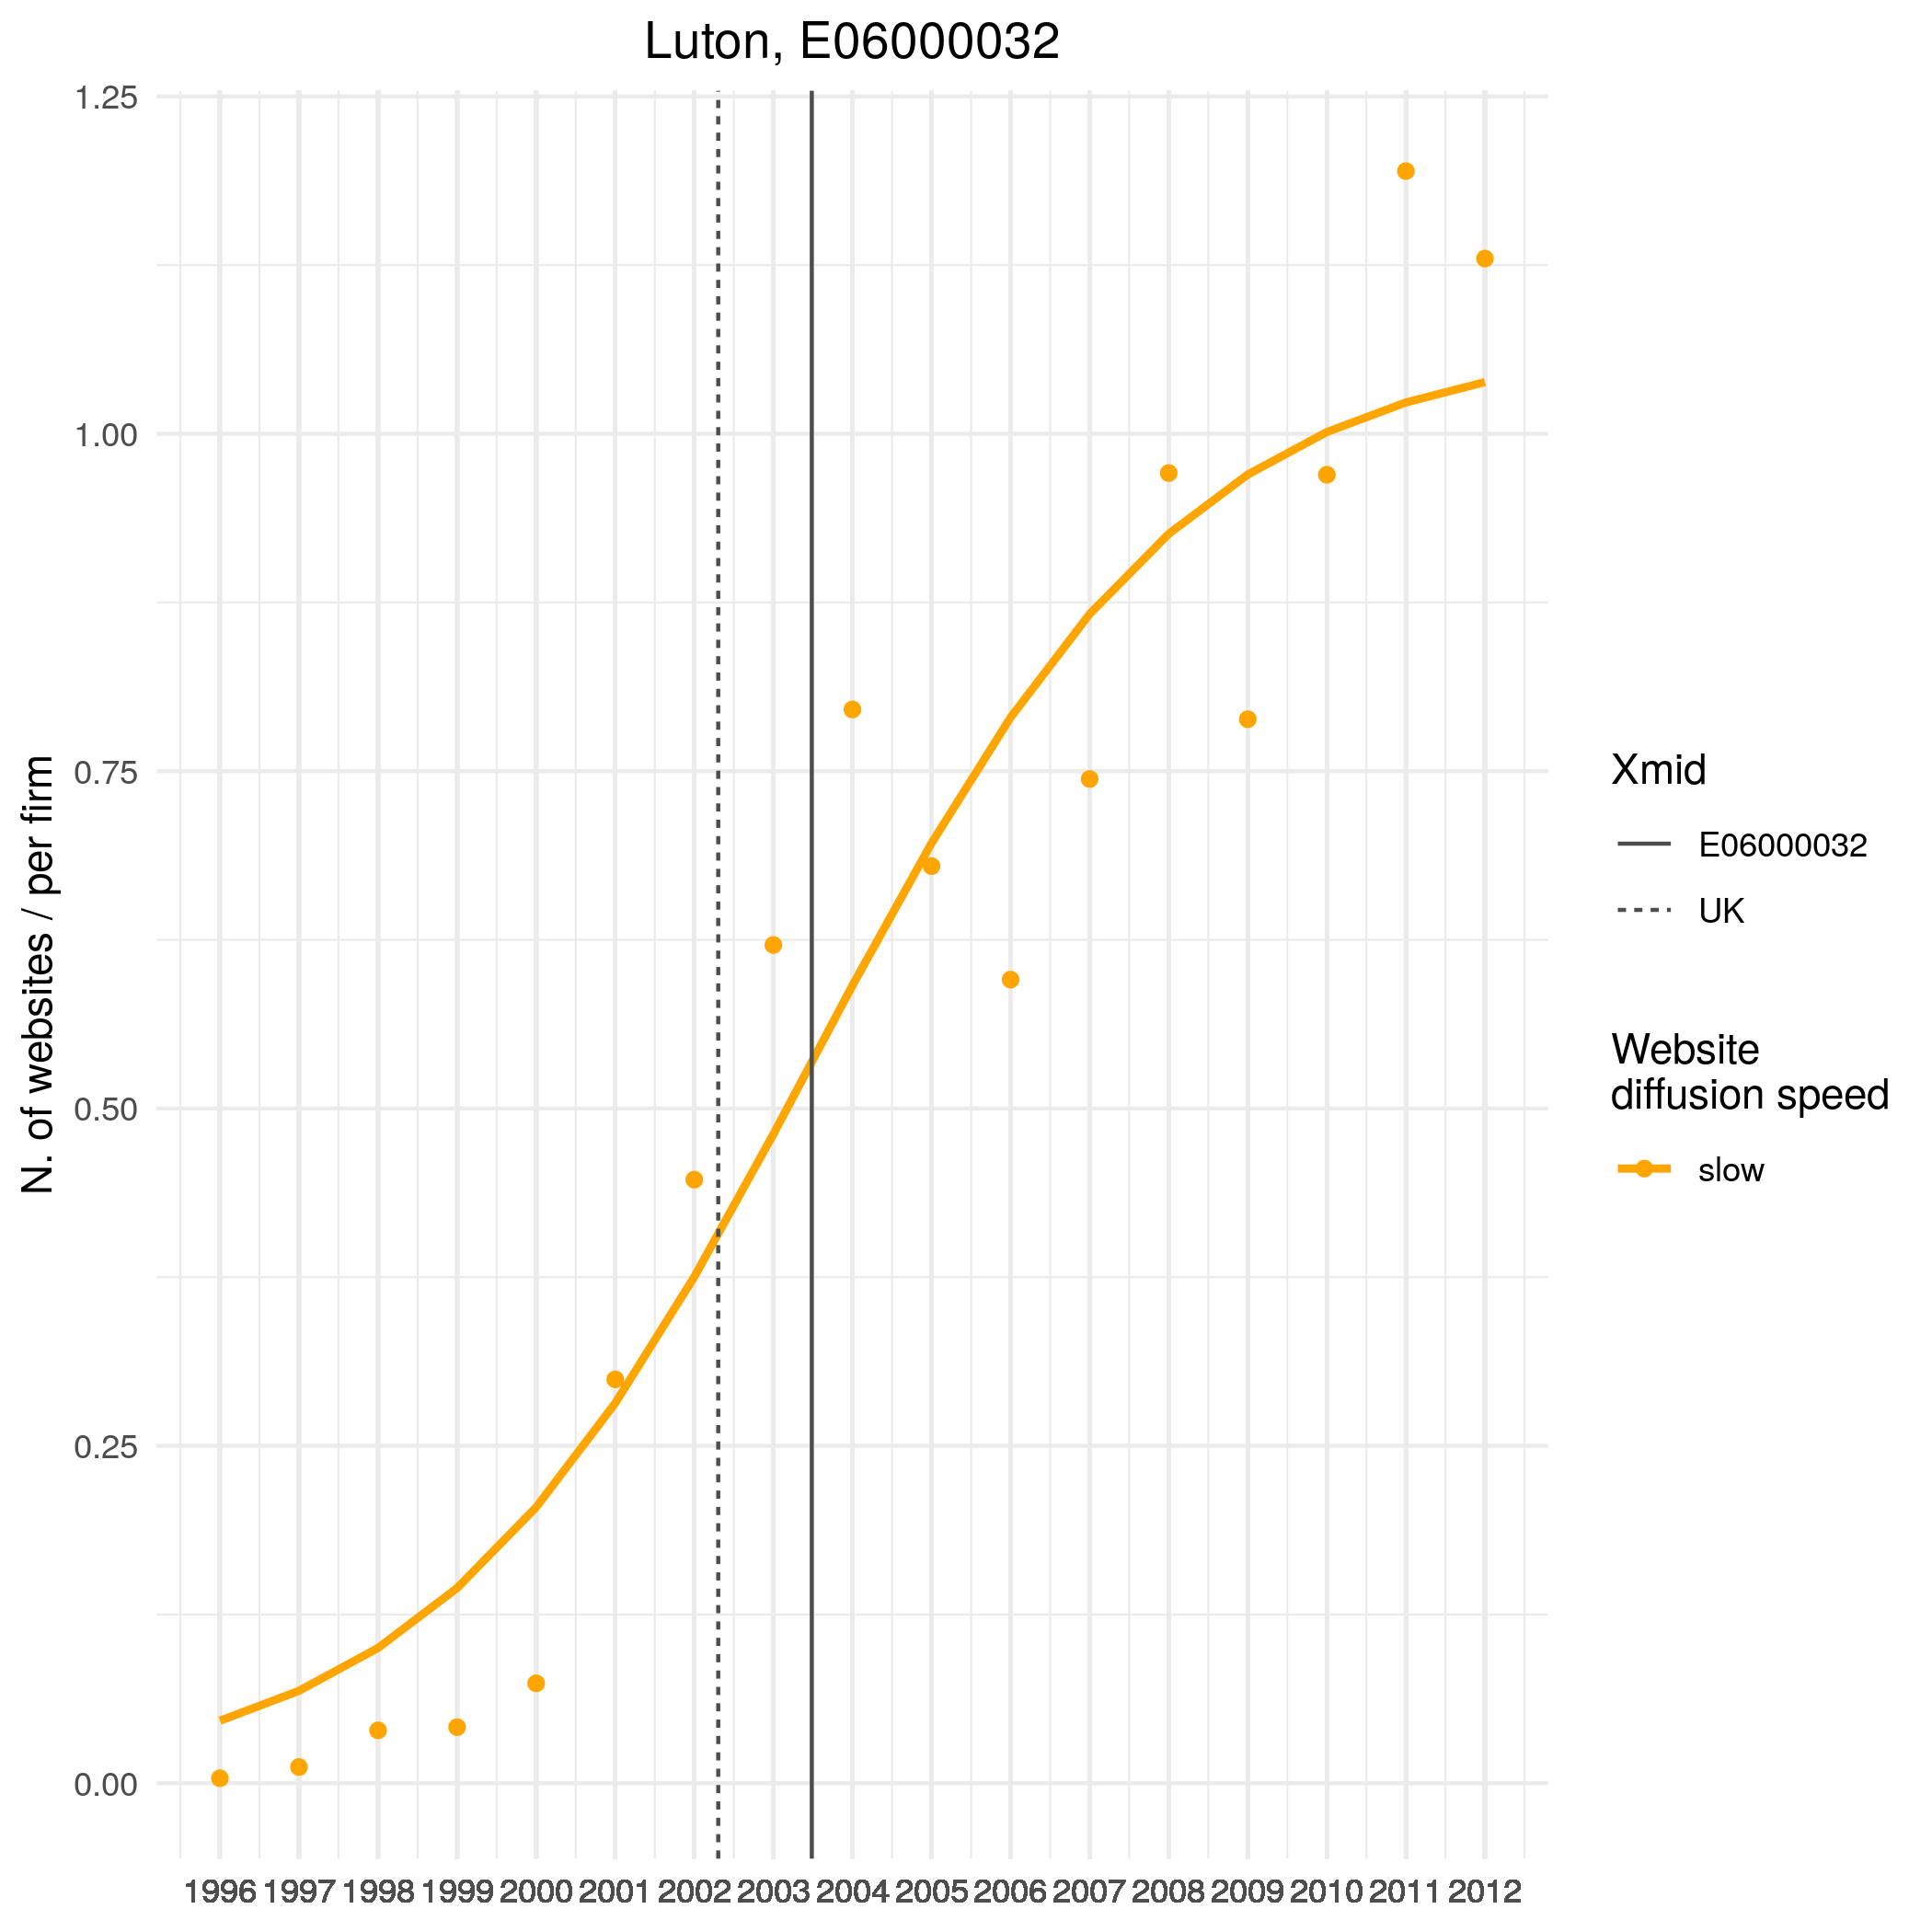 Luton, E06000032
1.25
1.00
0.75
0.50
0.25
0.00
N. of websites / per firm
1996 1997 1998 1999 2000 2001 2002 2003 2004 2005 2006 2007 2008 2009 2010 2011 2012
Xmid
E06000032
UK
Website
diffusion speed
slow